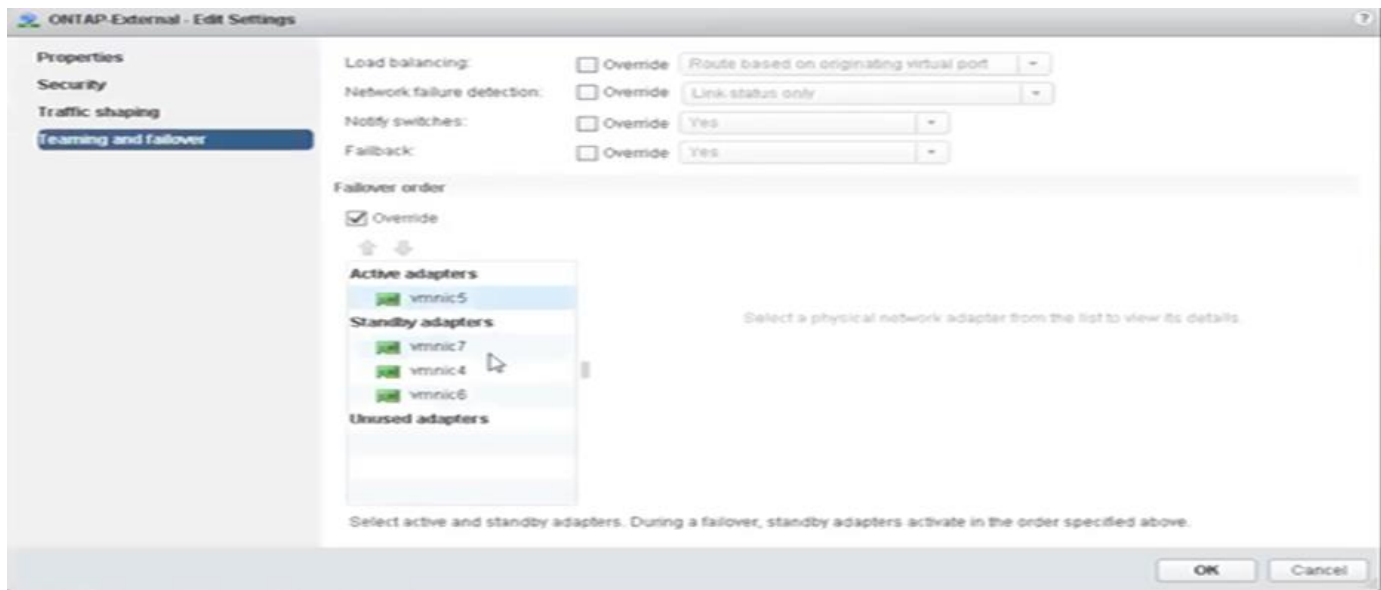 ONTAP-External - Edit Settings
?
Properties
Security
Traffic shaping
Teaming and failover
Load balancing:
Override
Route based on originating virtual port
Network failure detection:
Override
Link status only
Notify switches:
Override
Yes
Failback:
Override
Yes
Failover order
Override
Active adapters
vmnic5
Standby adapters
vmnic7
vmnic4
vmnic6
Unused adapters
Select a physical network adapter from the list to view its details.
Select active and standby adapters. During a failover, standby adapters activate in the order specified above.
OK
Cancel